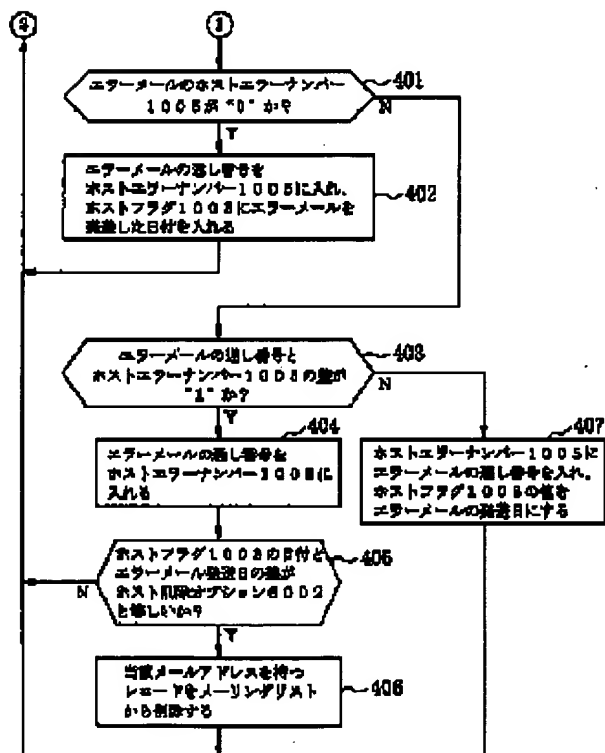 エラーメールのホストエラーナンバー
1005が "0" か?
401
N
Y
エラーメールの通し番号を
ホストエラーナンバー1005に入れ、
ホストフラグ1003にエラーメールを
発送した日付を入れる
402
エラーメールの通し番号と
ホストエラーナンバー1005の差が
"1" か?
403
N
Y
404
エラーメールの通し番号を
ホストエラーナンバー1005に
入れる
407
ホストエラーナンバー1005に
エラーメールの通し番号を入れ、
ホストフラグ1003の値を
エラーメールの発送日にする
ホストフラグ1003の日付と
エラーメール発送日の差が
ホスト削除オプション6002
と等しいか?
405
N
Y
当該メールアドレスを持つ
レコードをメーリングリスト
から削除する
406